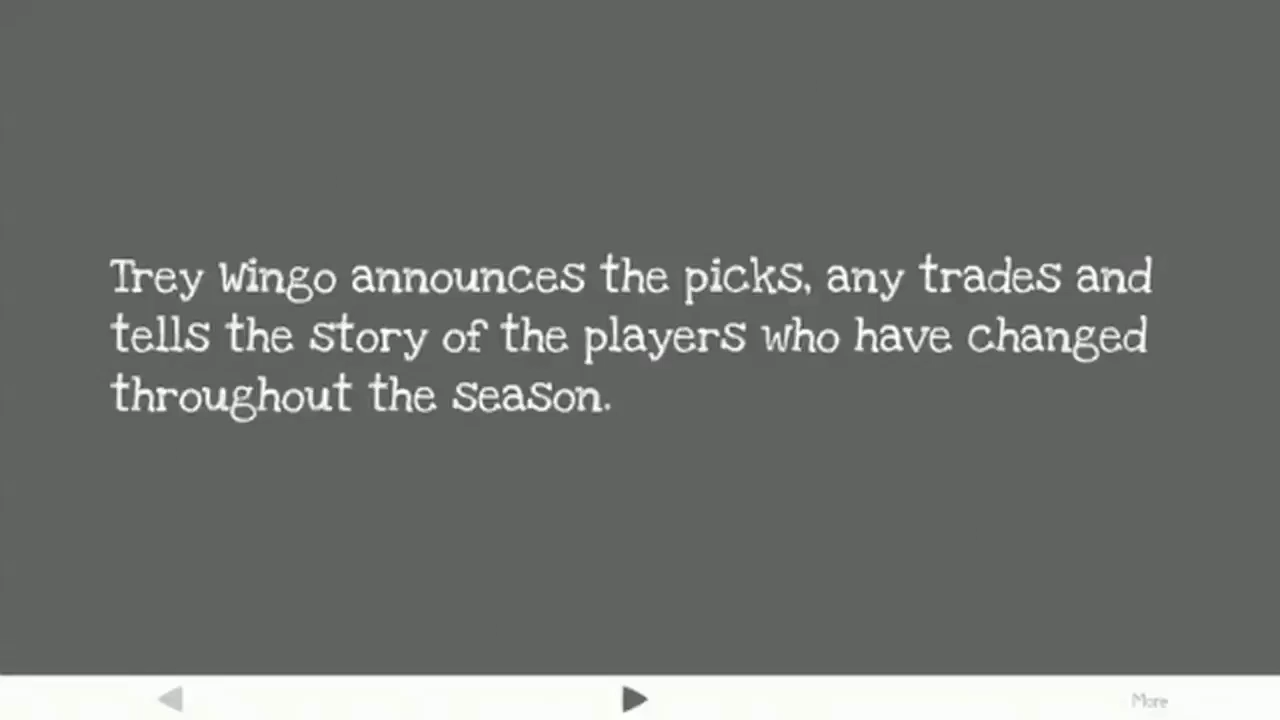 Trey Wingo announces the picks, any trades and
tells the story of the players who have changed
throughout the season.
More